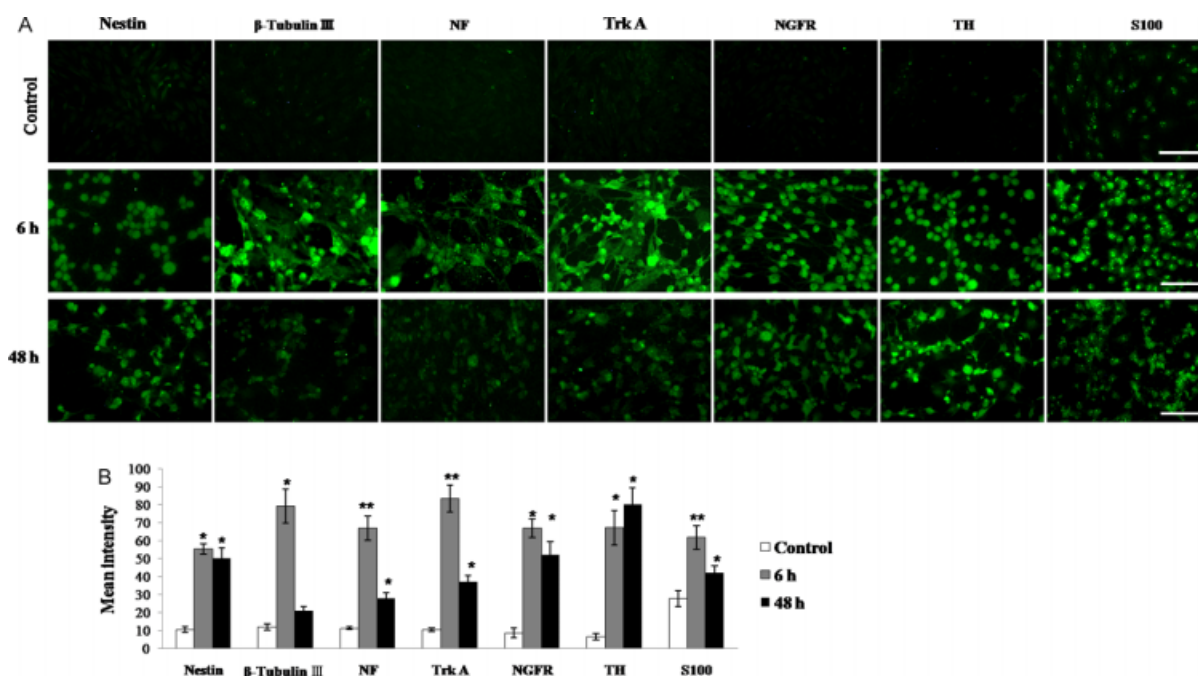 A
Nestin β-Tubulin III NF Trk A NGFR TH S100
Control
6 h
48 h
B
100
90
80
70
60
50
40
30
20
10
0
Mean intensity
* * * ** * ** * * * * * ** *
Control
6 h
48 h
Nestin β-Tubulin III NF Trk A NGFR TH S100